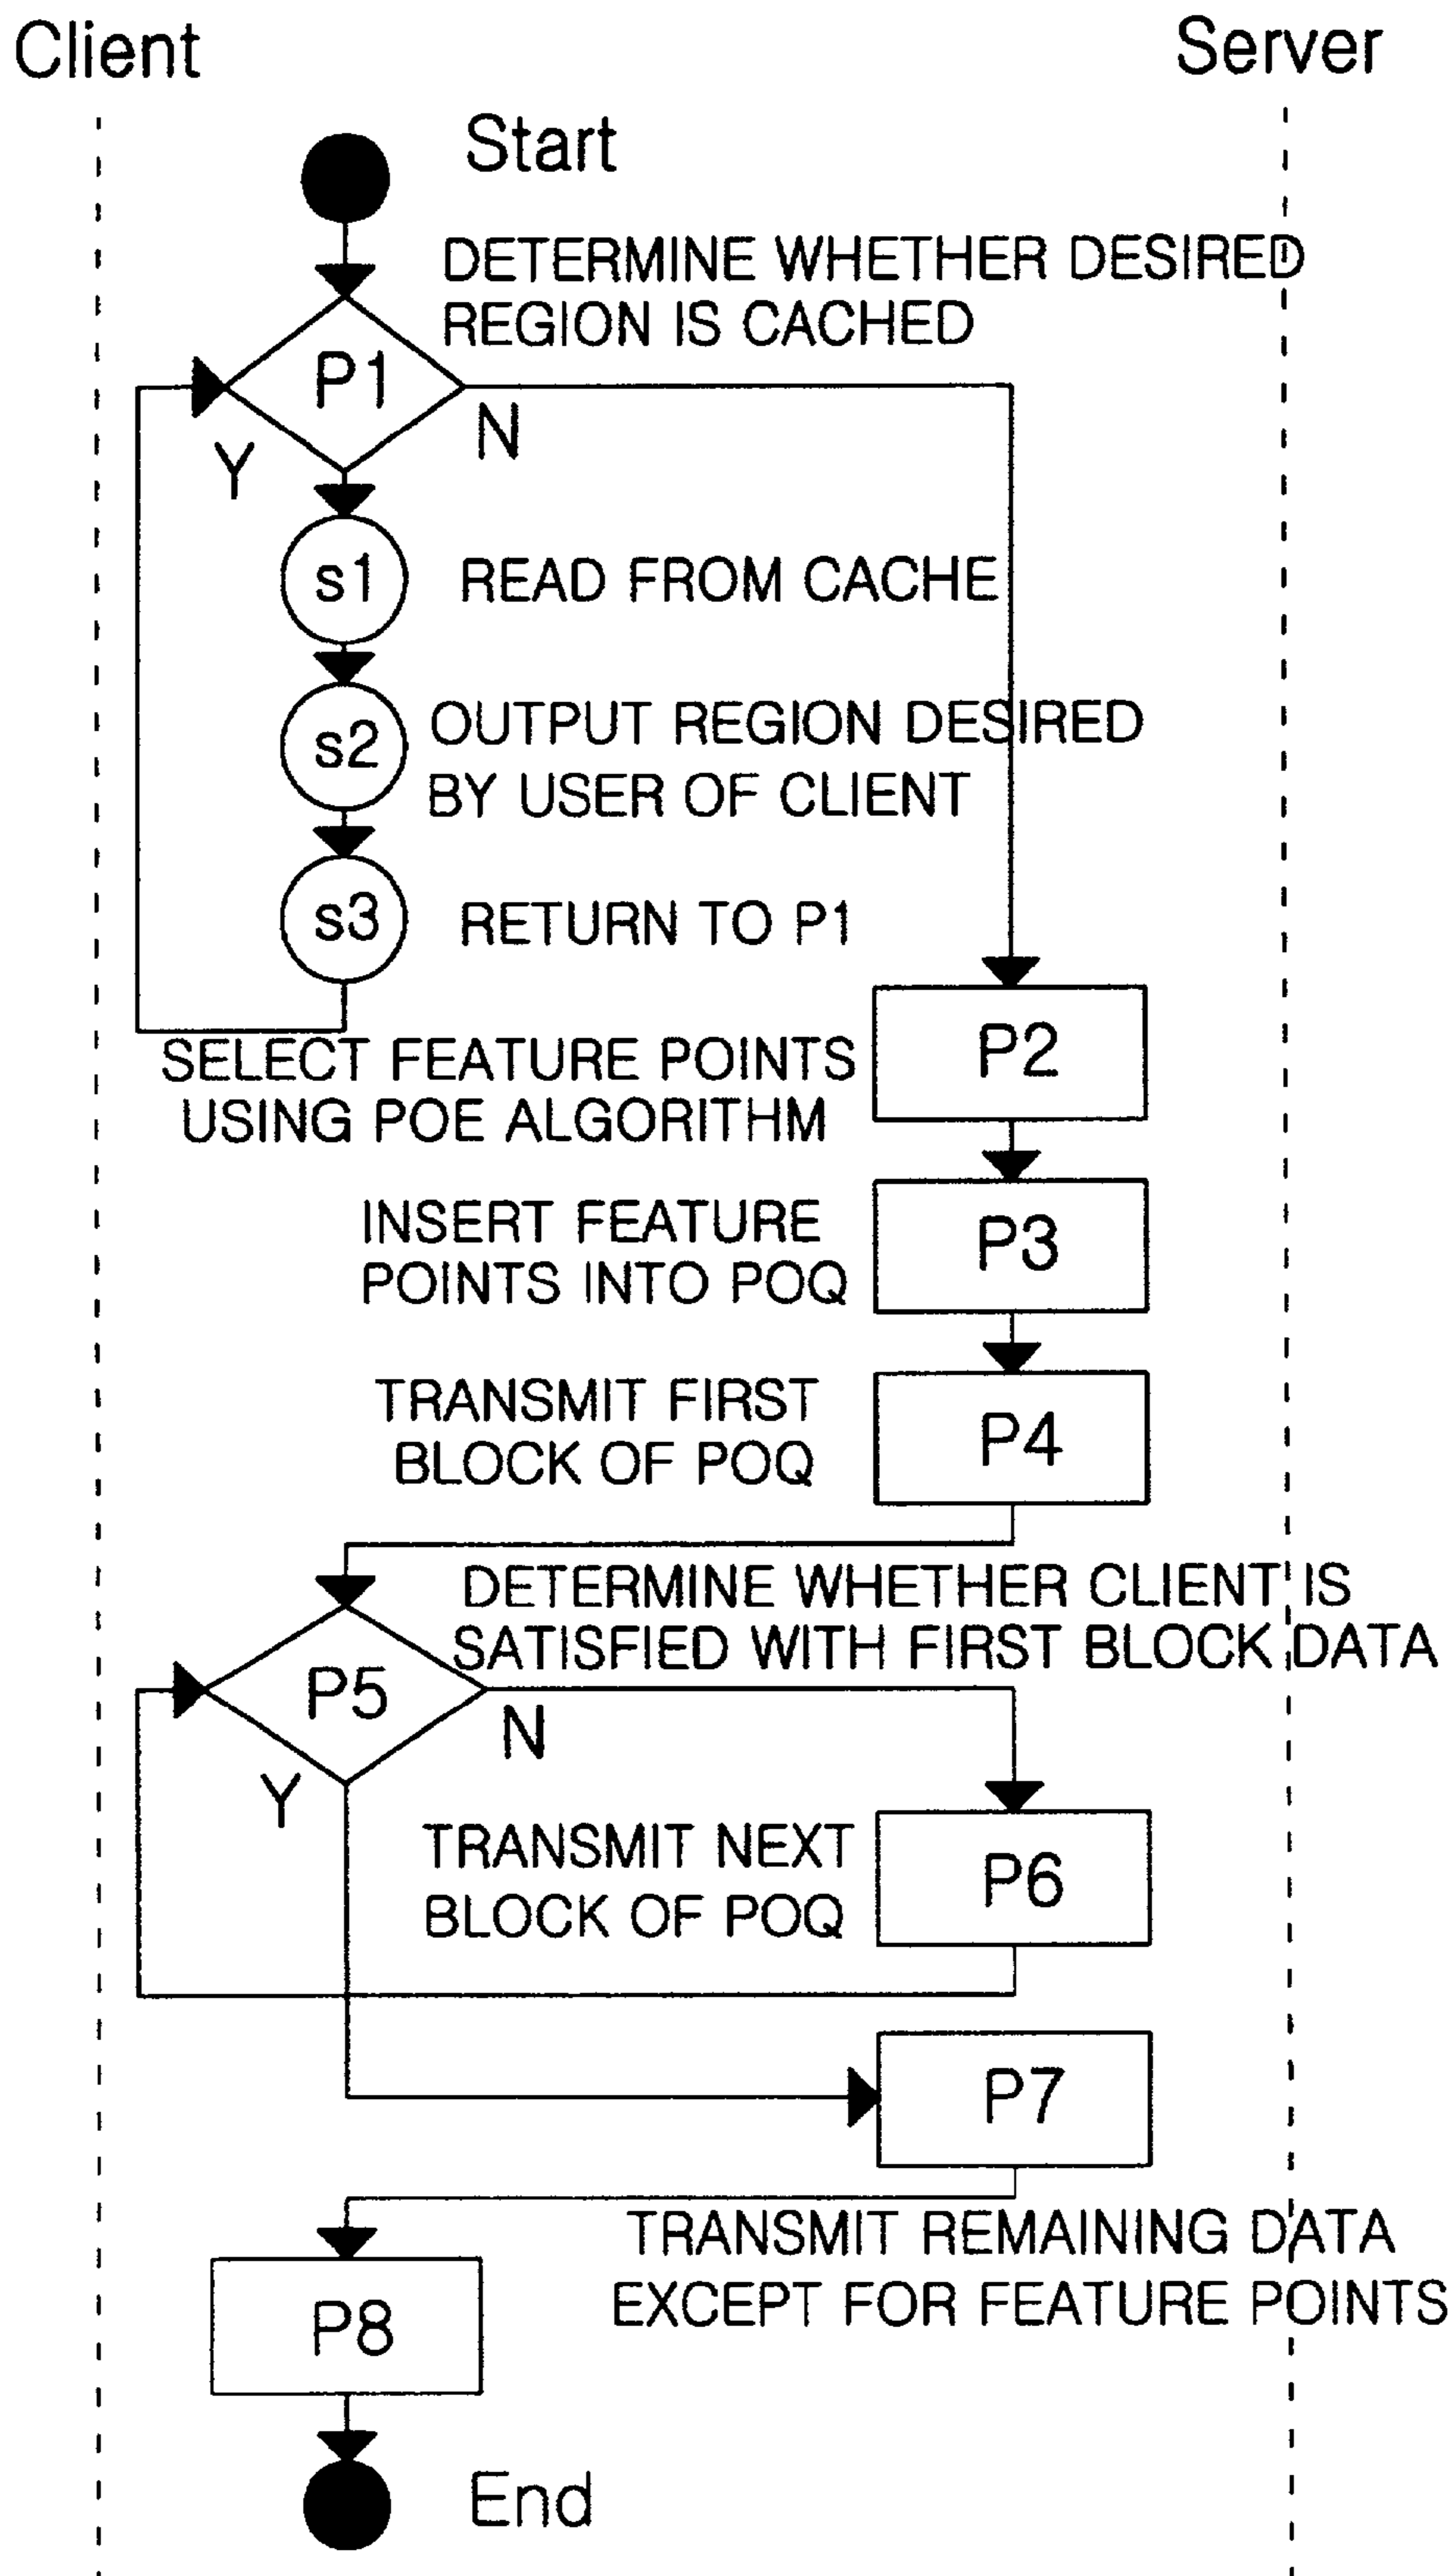 Client
Server
Start
DETERMINE WHETHER DESIRED
REGION IS CACHED
P1
N
Y
s1
READ FROM CACHE
s2
OUTPUT REGION DESIRED
BY USER OF CLIENT
s3
RETURN TO P1
SELECT FEATURE POINTS
USING POE ALGORITHM
P2
INSERT FEATURE
POINTS INTO POQ
P3
TRANSMIT FIRST
BLOCK OF POQ
P4
DETERMINE WHETHER CLIENT IS
SATISFIED WITH FIRST BLOCK DATA
P5
N
Y
TRANSMIT NEXT
BLOCK OF POQ
P6
P7
TRANSMIT REMAINING DATA
EXCEPT FOR FEATURE POINTS
P8
End